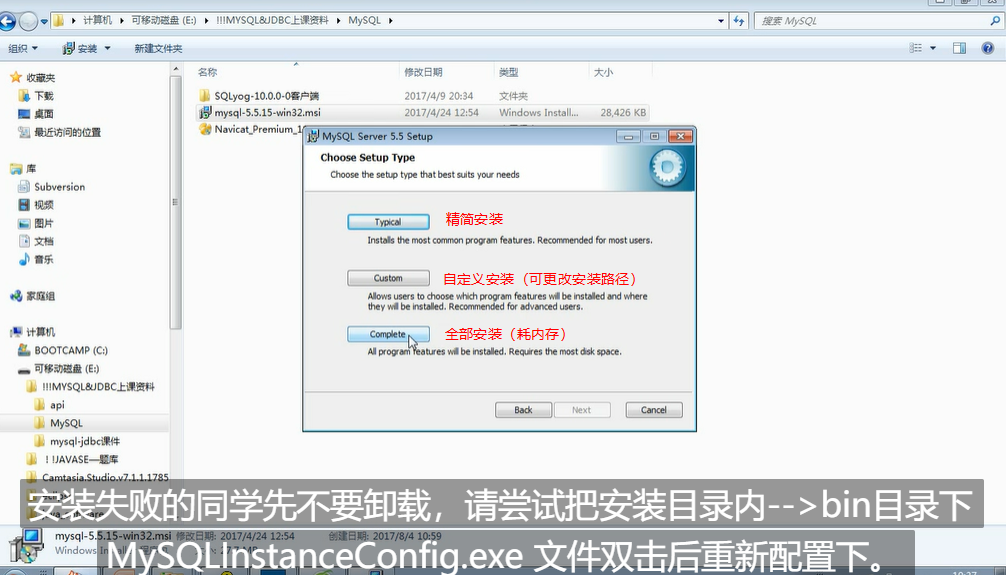 计算机 ▸ 可移动磁盘 (E:) ▸ !!!MYSQL&JDBC上课资料 ▸ MySQL ▸
搜索 MySQL
组织 安装 新建文件夹
名称 修改日期 类型 大小
收藏夹
下载
桌面
最近访问的位置
库
Subversion
视频
图片
文档
音乐
家庭组
计算机
BOOTCAMP (C:)
可移动磁盘 (E:)
!!!MYSQL&JDBC上课资料
api
MySQL
mysql-jdbc课件
!!JAVASE—题库
Camtasia.Studio.v7.1.1.1785
SQLyog-10.0.0-0客户端 2017/4/9 20:34 文件夹
mysql-5.5.15-win32.msi 2017/4/24 12:54 Windows Install... 28,426 KB
Navicat_Premium_1
MySQL Server 5.5 Setup
Choose Setup Type
Choose the setup type that best suits your needs
Typical 精简安装
Installs the most common program features. Recommended for most users.
Custom 自定义安装（可更改安装路径）
Allows users to choose which program features will be installed and where
they will be installed. Recommended for advanced users.
Complete 全部安装（耗内存）
All program features will be installed. Requires the most disk space.
Back Next Cancel
安装失败的同学先不要卸载，请尝试把安装目录内-->bin目录下
mysql-5.5.15-win32.msi 修改日期: 2017/4/24 12:54 创建日期: 2017/8/4 10:59
MySQLInstanceConfig.exe 文件双击后重新配置下。